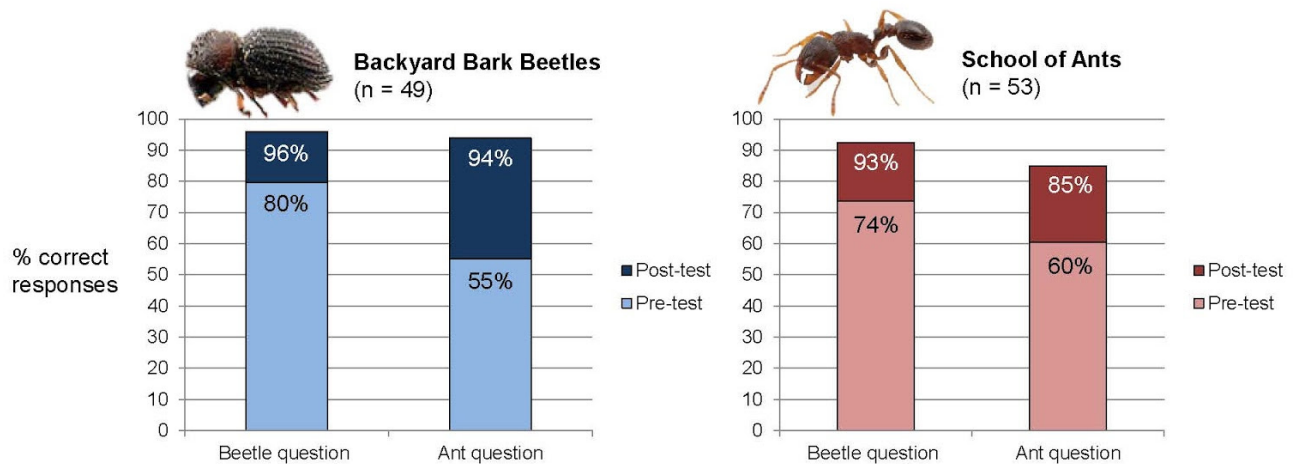 Backyard Bark Beetles
(n = 49)
100
90
80
70
60
50
40
30
20
10
0
96%
80%
94%
55%
Beetle question
Ant question
% correct
responses
Post-test
Pre-test
School of Ants
(n = 53)
100
90
80
70
60
50
40
30
20
10
0
93%
74%
85%
60%
Beetle question
Ant question
Post-test
Pre-test